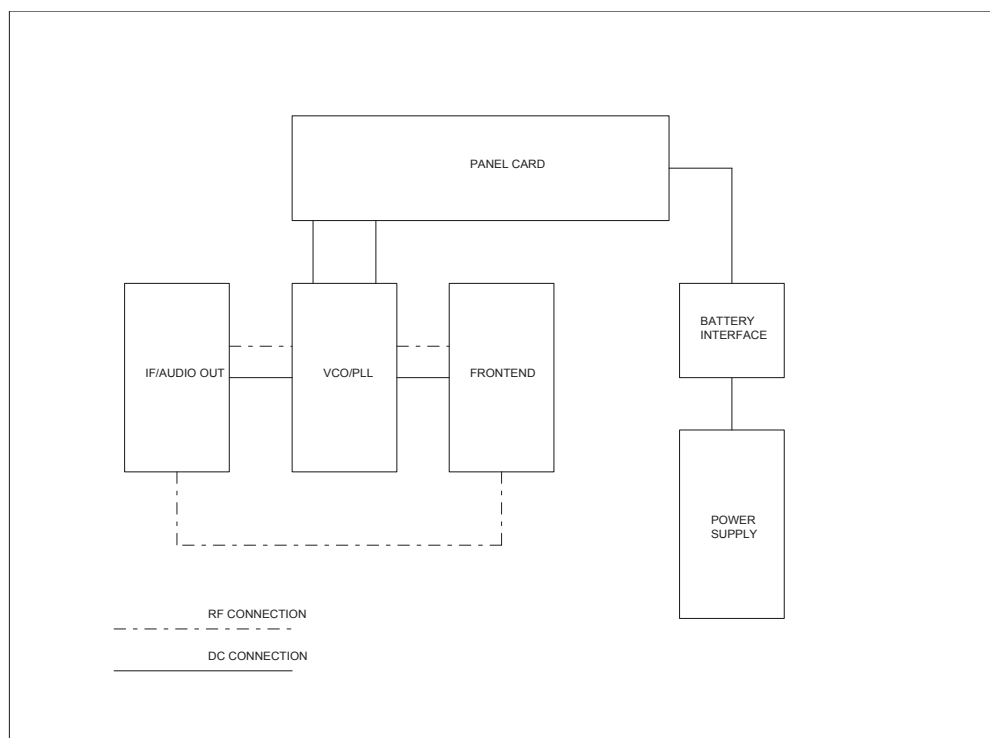 PANEL CARD
BATTERY
INTERFACE
IF/AUDIO OUT
VCO/PLL
FRONTEND
POWER
SUPPLY
RF CONNECTION
DC CONNECTION